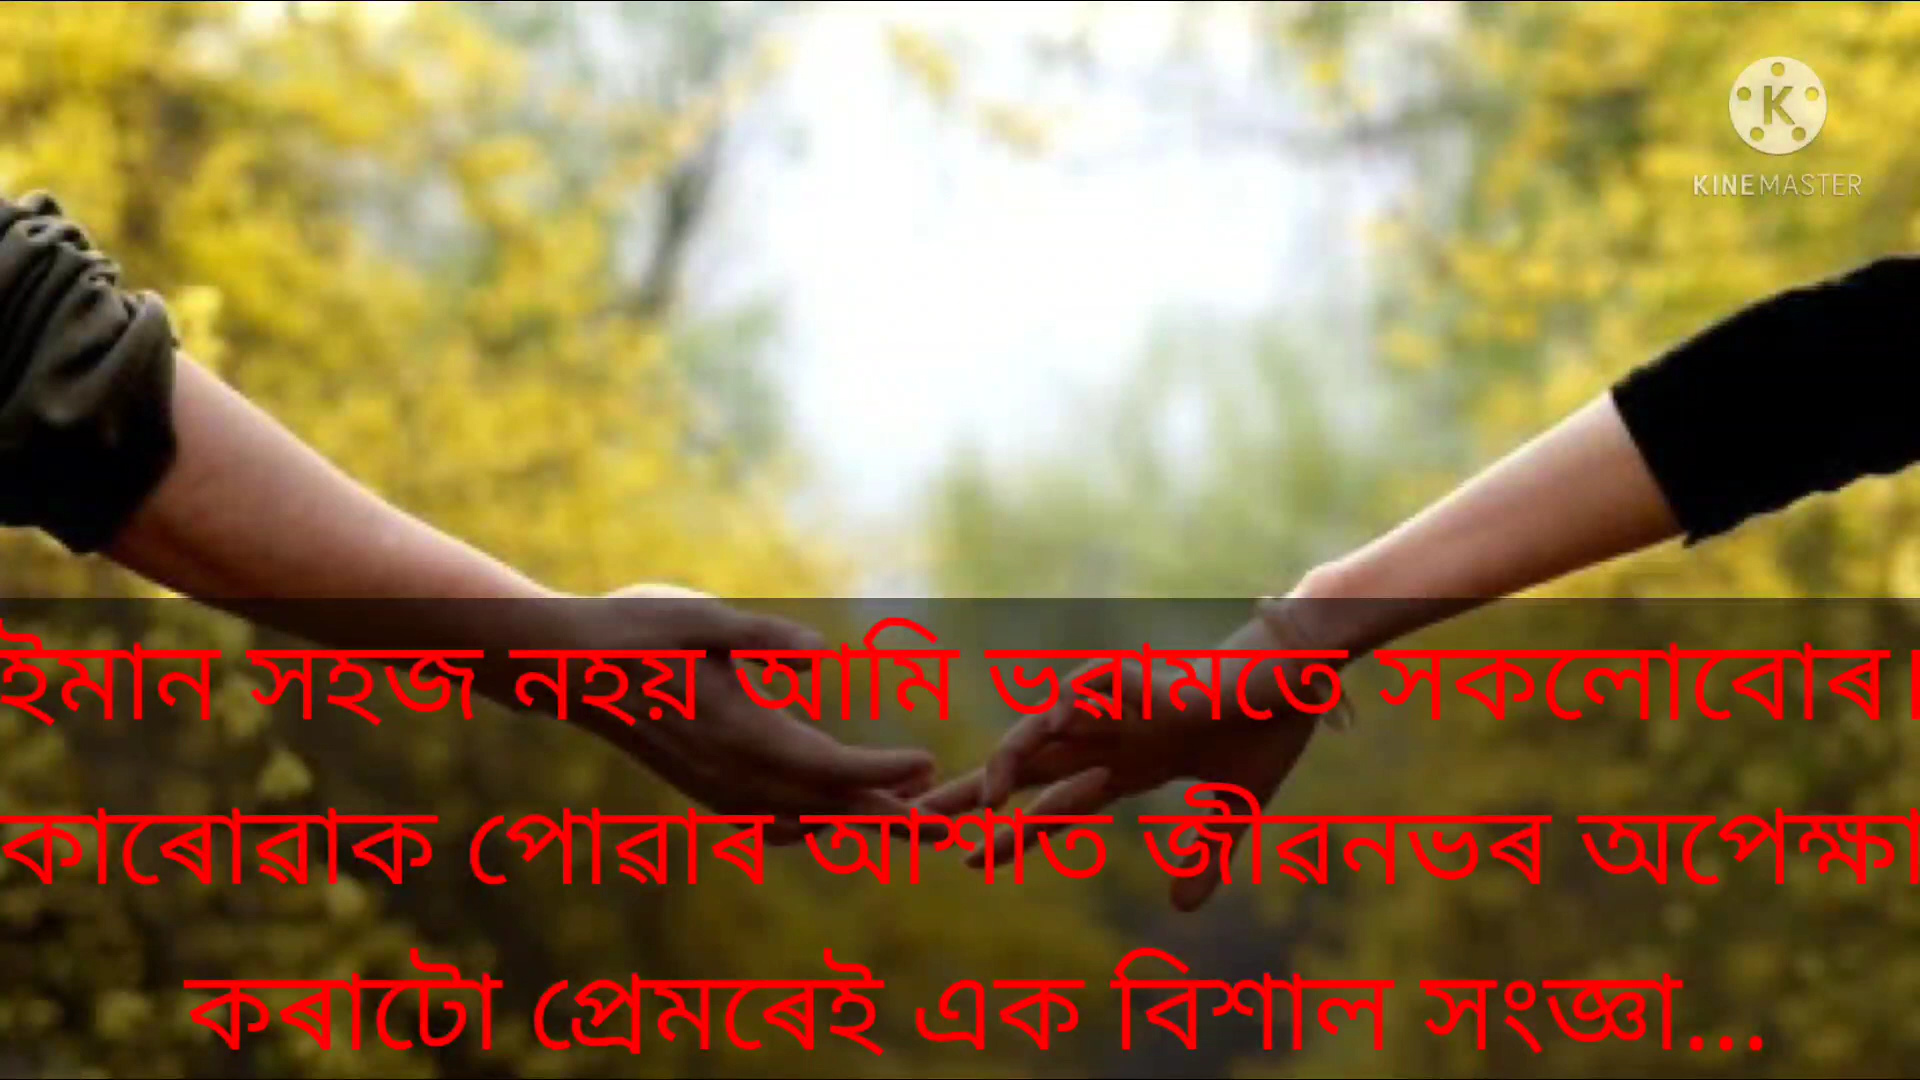 KINEMASTER
ইমান সহজ নহয় আমি ভৱামতে সকলোবোৰ।
কাৰোৱাক পোৱাৰ আশাত জীৱনভৰ অপেক্ষা
কৰাটো প্ৰেমৰেই এক বিশাল সংজ্ঞা...